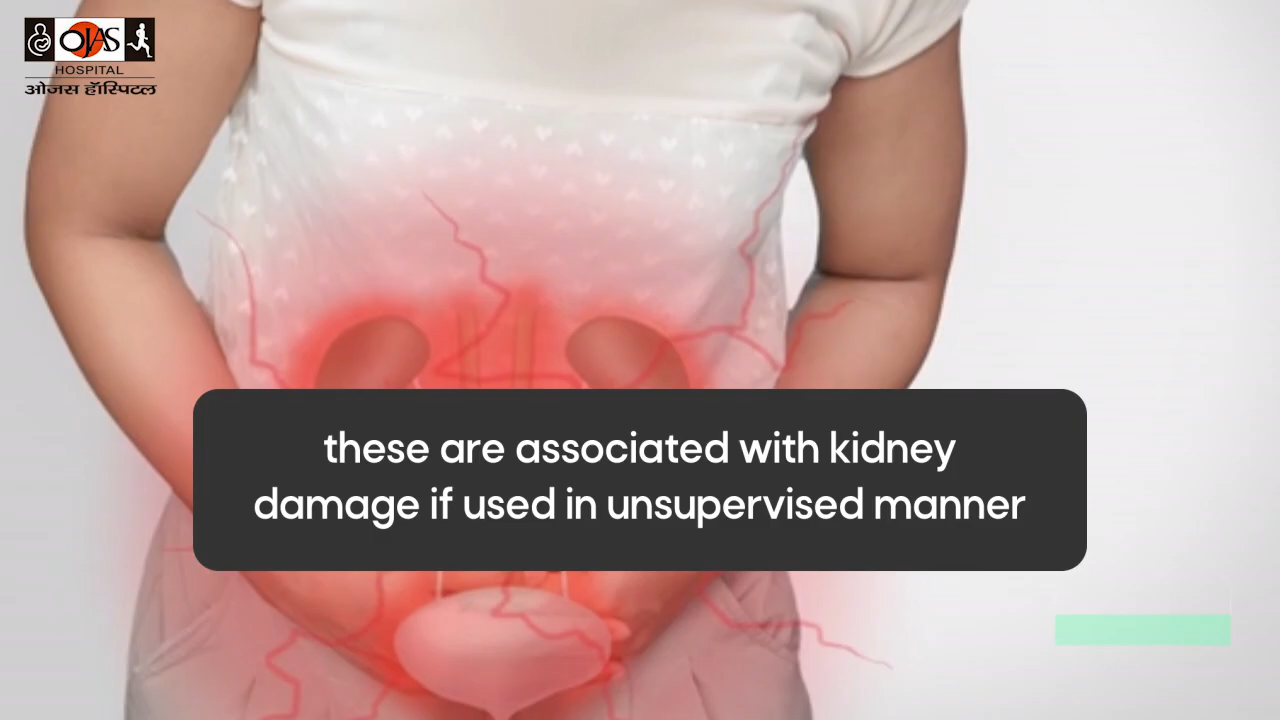 OJAS
HOSPITAL
ओजस हॉस्पिटल
these are associated with kidney
damage if used in unsupervised manner